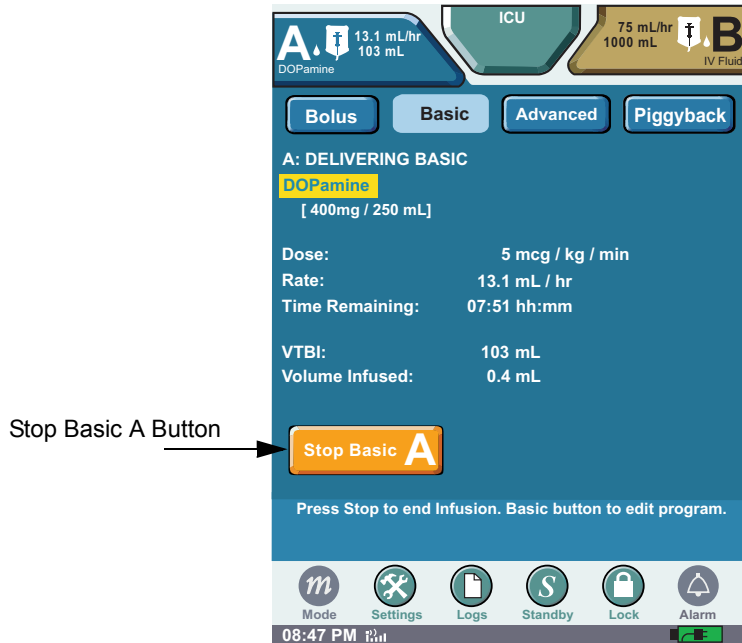 A
13.1 mL/hr
103 mL
DOPamine
ICU
75 mL/hr
1000 mL
B
IV Fluid
Bolus
Basic
Advanced
Piggyback
A: DELIVERING BASIC
DOPamine
[ 400mg / 250 mL]
Dose: 5 mcg / kg / min
Rate: 13.1 mL / hr
Time Remaining: 07:51 hh:mm
VTBI: 103 mL
Volume Infused: 0.4 mL
Stop Basic A Button
Stop Basic A
Press Stop to end Infusion. Basic button to edit program.
m
S
Mode
Settings
Logs
Standby
Lock
Alarm
08:47 PM